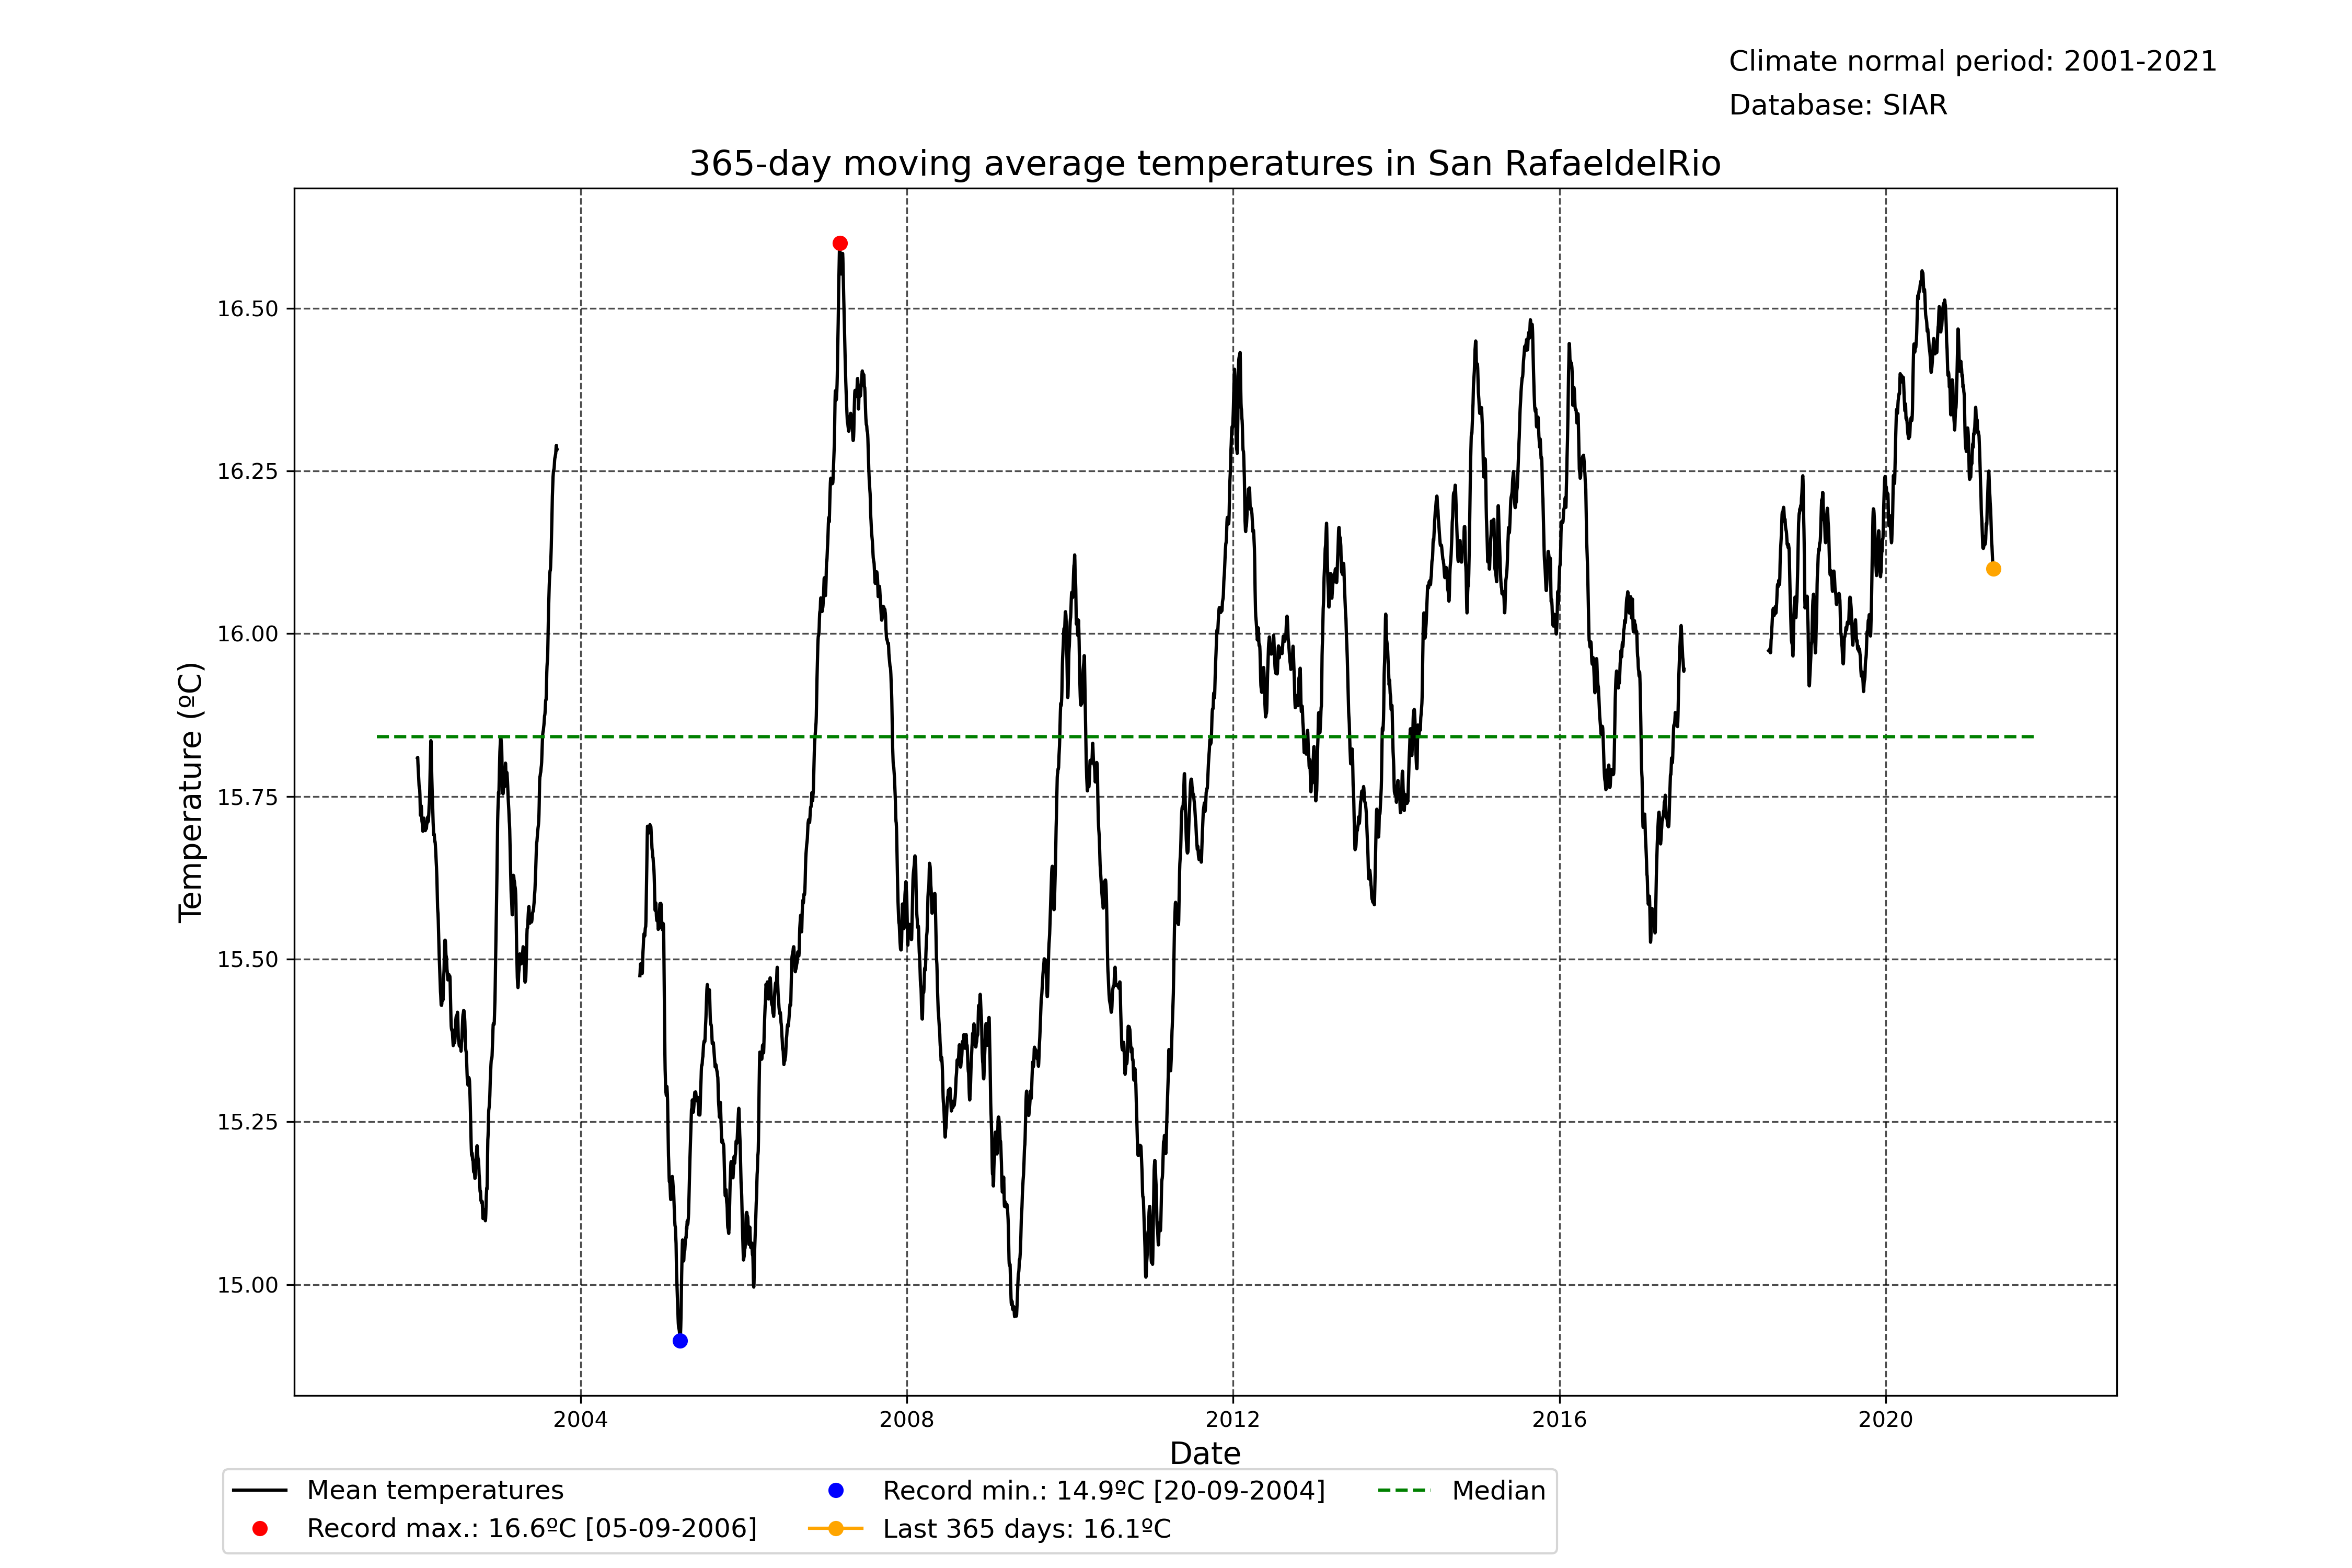 Climate normal period: 2001-2021
Database: SIAR
365-day moving average temperatures in San RafaeldelRio
Temperature (ºC)
16.50
16.25
16.00
15.75
15.50
15.25
15.00
2004
2008
2012
2016
2020
Date
Mean temperatures
Record max.: 16.6ºC [05-09-2006]
Record min.: 14.9ºC [20-09-2004]
Last 365 days: 16.1ºC
Median